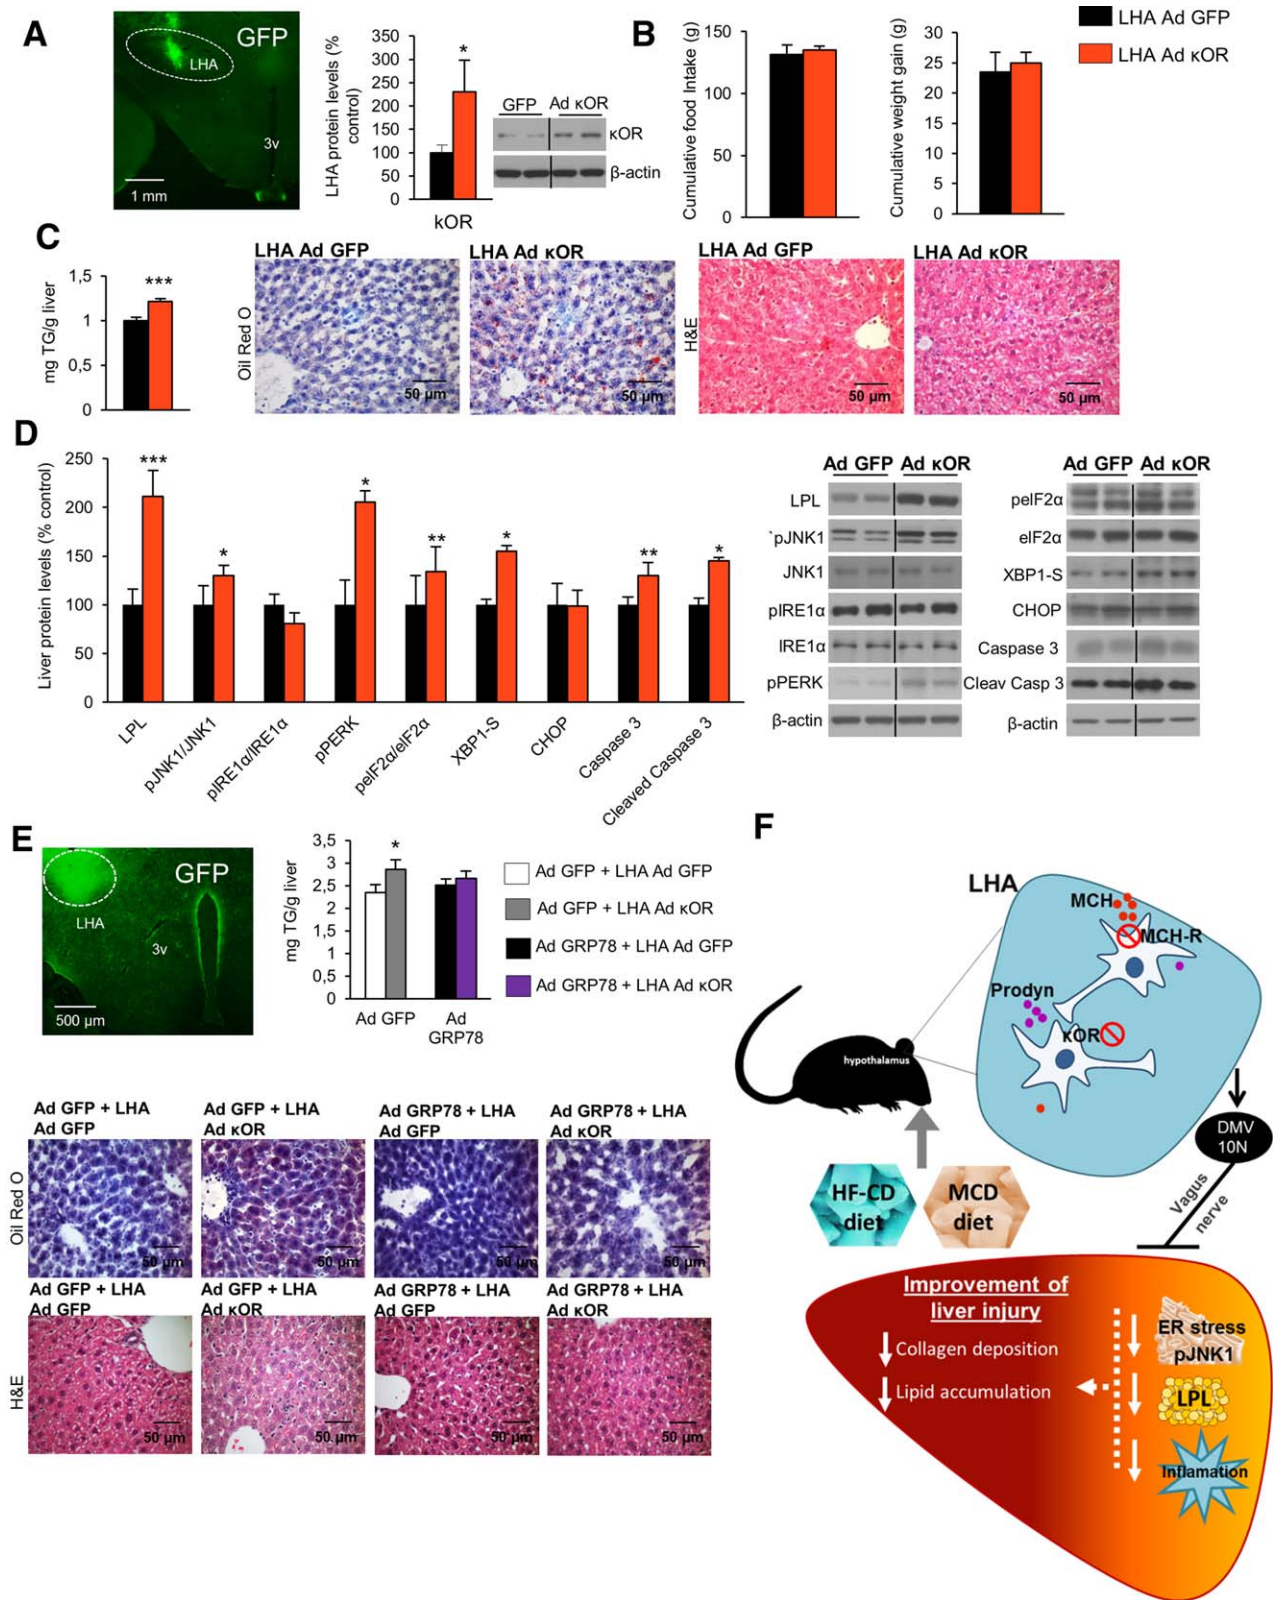 A
GFP
LHA
3v
1 mm
LHA protein levels (%
control)
350
300
250
200
150
100
50
0
*
kOR
GFP
Ad κOR
κOR
β-actin
B
Cumulative food Intake (g)
150
100
50
0
Cumulative weight gain (g)
30
25
20
15
10
5
0
LHA Ad GFP
LHA Ad κOR
C
mg TG/g liver
1,5
1
0,5
0
***
LHA Ad GFP
LHA Ad κOR
Oil Red O
50 µm
50 µm
LHA Ad GFP
LHA Ad κOR
H&E
50 µm
50 µm
D
Liver protein levels (% control)
250
200
150
100
50
0
***
*
*
**
*
**
*
LPL
pJNK1/JNK1
pIRE1α/IRE1α
pPERK
peIF2α/eIF2α
XBP1-S
CHOP
Caspase 3
Cleaved Caspase 3
Ad GFP
Ad κOR
LPL
`pJNK1
JNK1
pIRE1α
IRE1α
pPERK
β-actin
Ad GFP
Ad κOR
peIF2α
eIF2α
XBP1-S
CHOP
Caspase 3
Cleav Casp 3
β-actin
E
GFP
LHA
3v
500 µm
mg TG/g liver
3,5
3
2,5
2
1,5
1
0,5
0
*
Ad GFP
Ad
GRP78
Ad GFP + LHA Ad GFP
Ad GFP + LHA Ad κOR
Ad GRP78 + LHA Ad GFP
Ad GRP78 + LHA Ad κOR
Ad GFP + LHA
Ad GFP
Ad GFP + LHA
Ad κOR
Ad GRP78 + LHA
Ad GFP
Ad GRP78 + LHA
Ad κOR
Oil Red O
50 µm
50 µm
50 µm
50 µm
Ad GFP + LHA
Ad GFP
Ad GFP + LHA
Ad κOR
Ad GRP78 + LHA
Ad GFP
Ad GRP78 + LHA
Ad κOR
H&E
50 µm
50 µm
50 µm
50 µm
F
LHA
MCH
MCH-R
Prodyn
κOR
hypothalamus
DMV
10N
Vagus
nerve
HF-CD
diet
MCD
diet
Improvement of
liver injury
Collagen deposition
Lipid accumulation
ER stress
pJNK1
LPL
Inflamation